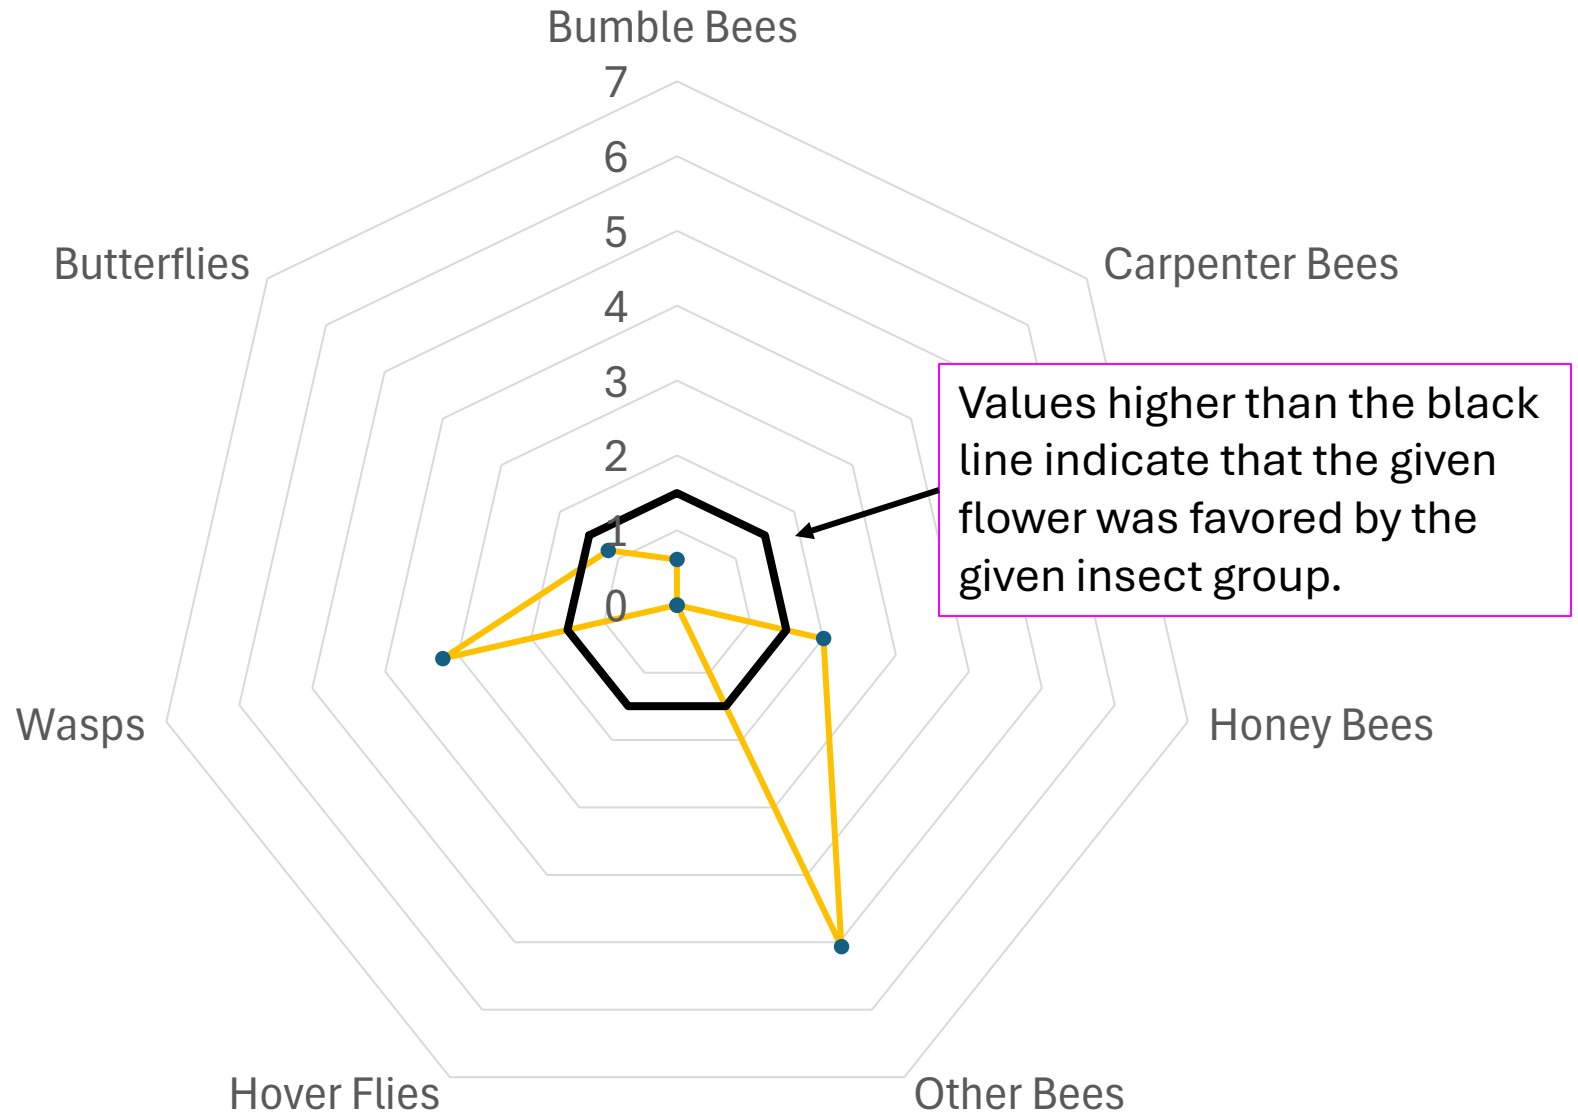 Bumble Bees
7
6
5
4
3
2
1
0
Butterflies
Carpenter Bees
Values higher than the black
line indicate that the given
flower was favored by the
given insect group.
Wasps
Honey Bees
Hover Flies
Other Bees